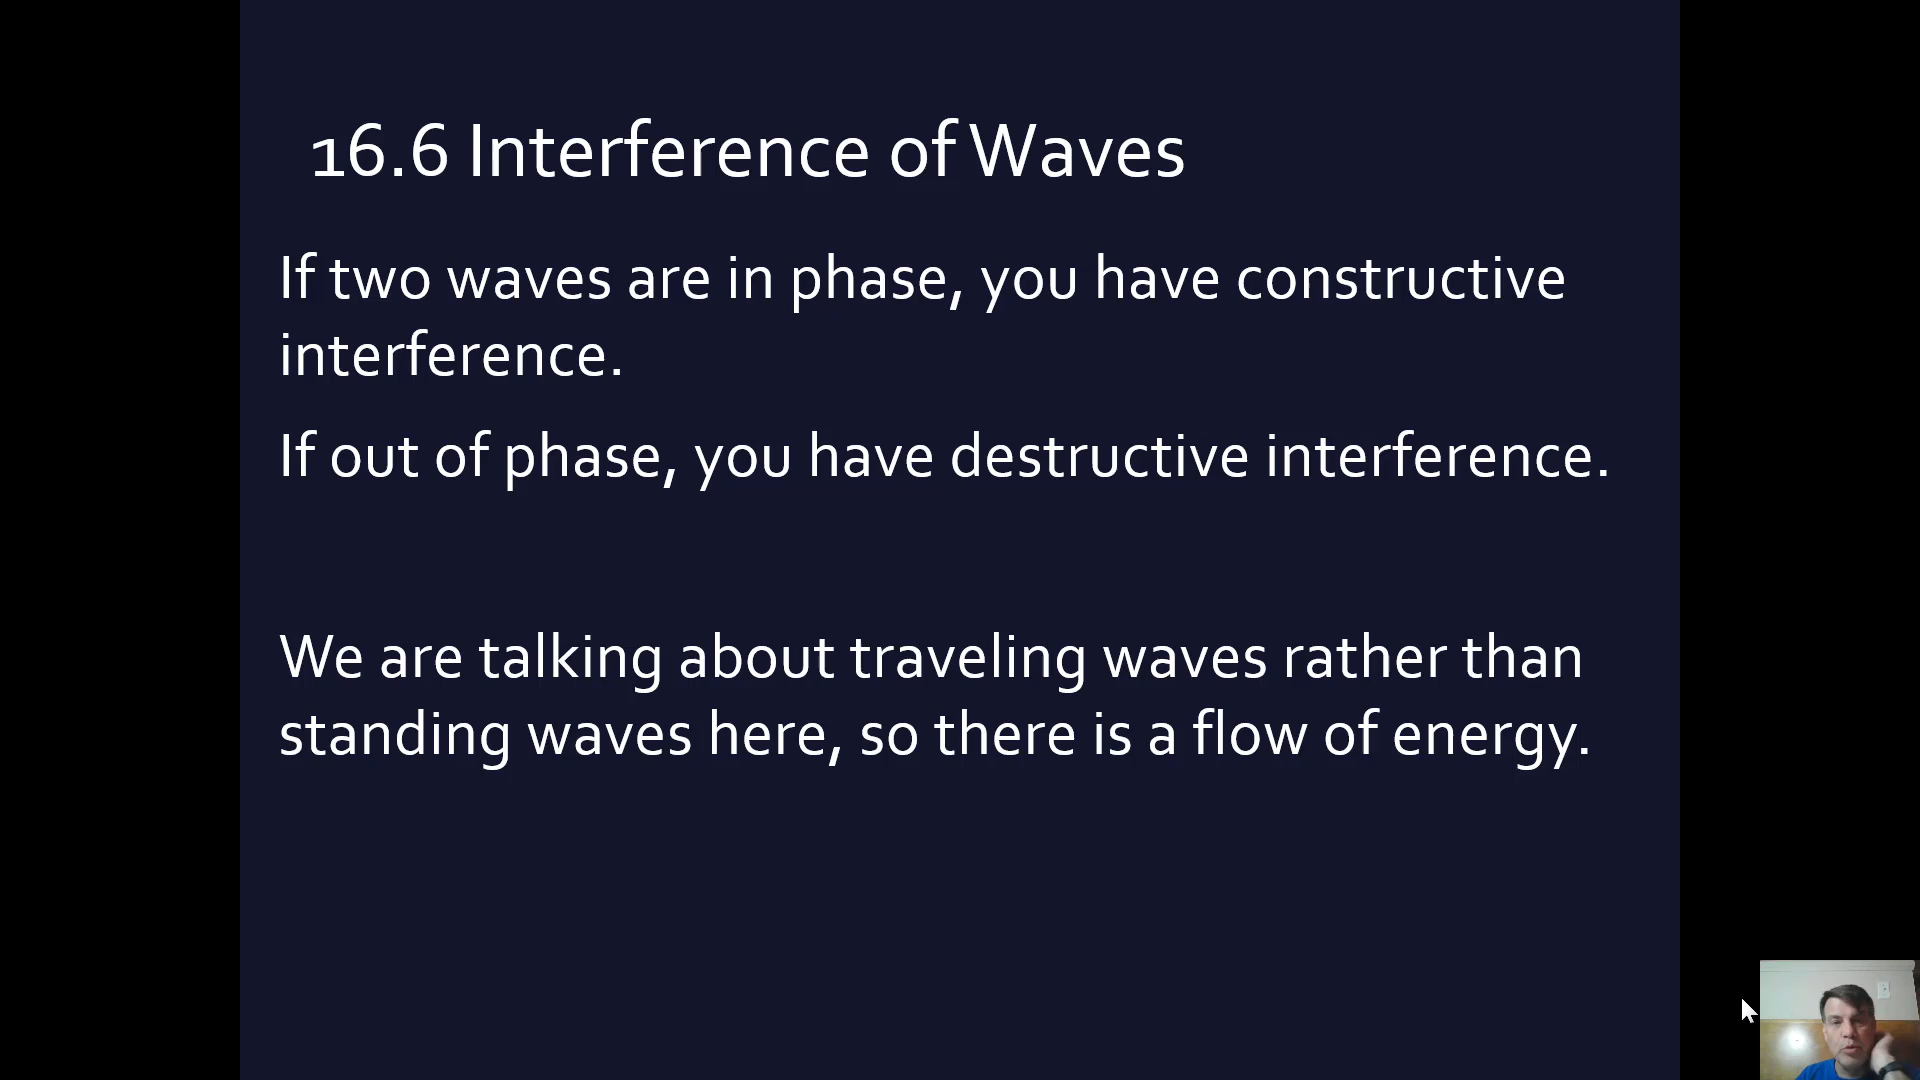 16.6 Interference of Waves
If two waves are in phase, you have constructive
interference.
If out of phase, you have destructive interference.
We are talking about traveling waves rather than
standing waves here, so there is a flow of energy.